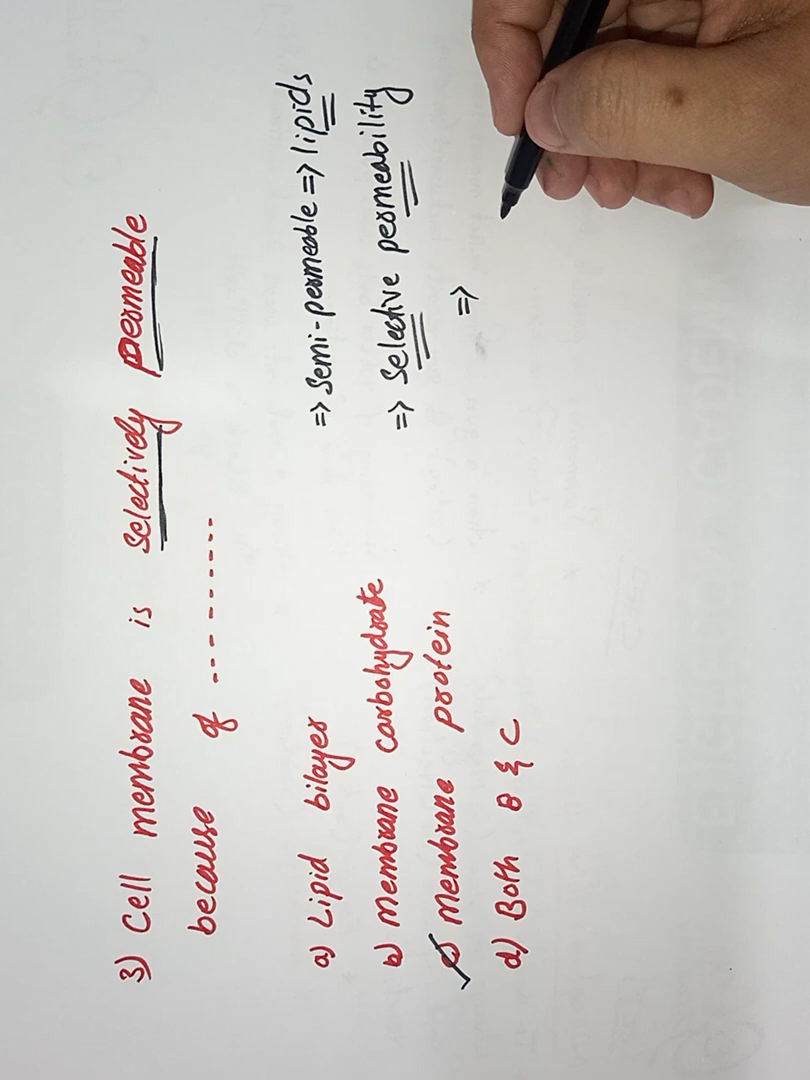 3) Cell membrane is selectively permeable
because of ..........
a) Lipid bilayer
b) membrane carbohydrate
c) membrane protein
d) Both B & C
=> Semi-permeable => lipids
=> Selective permeability
=>